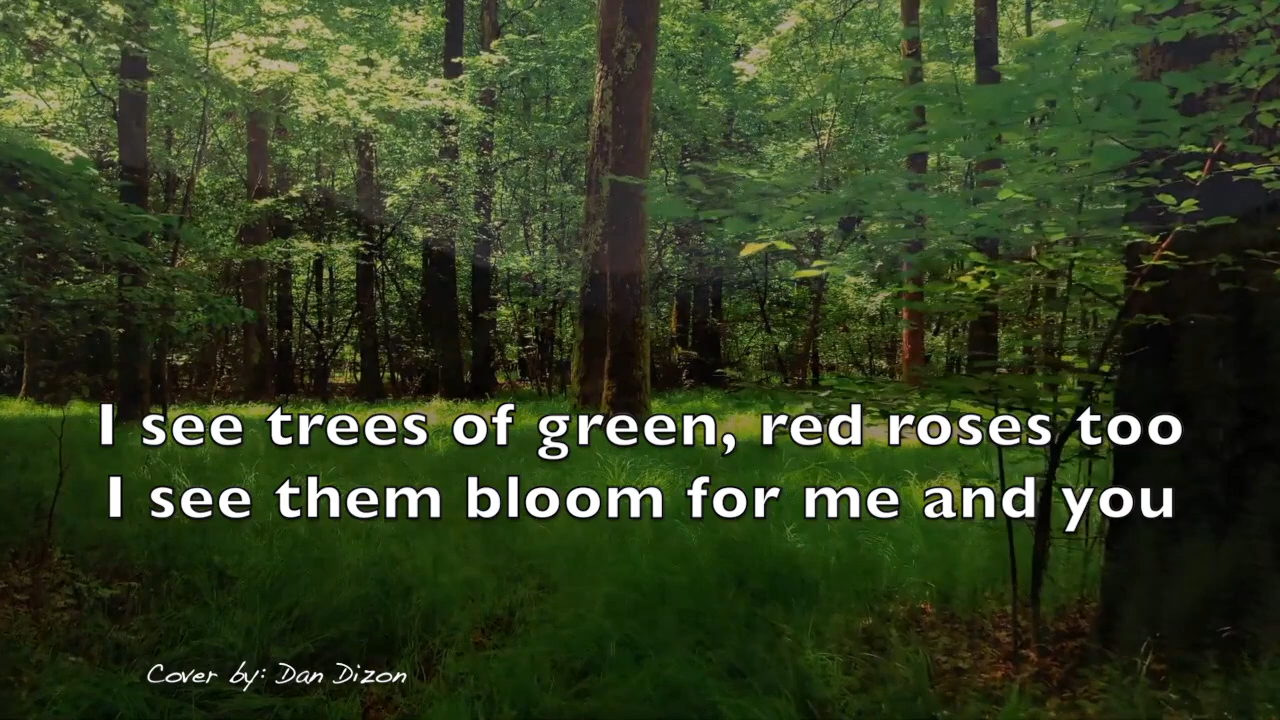 I see trees of green, red roses too
I see them bloom for me and you
Cover by: Dan Dizon